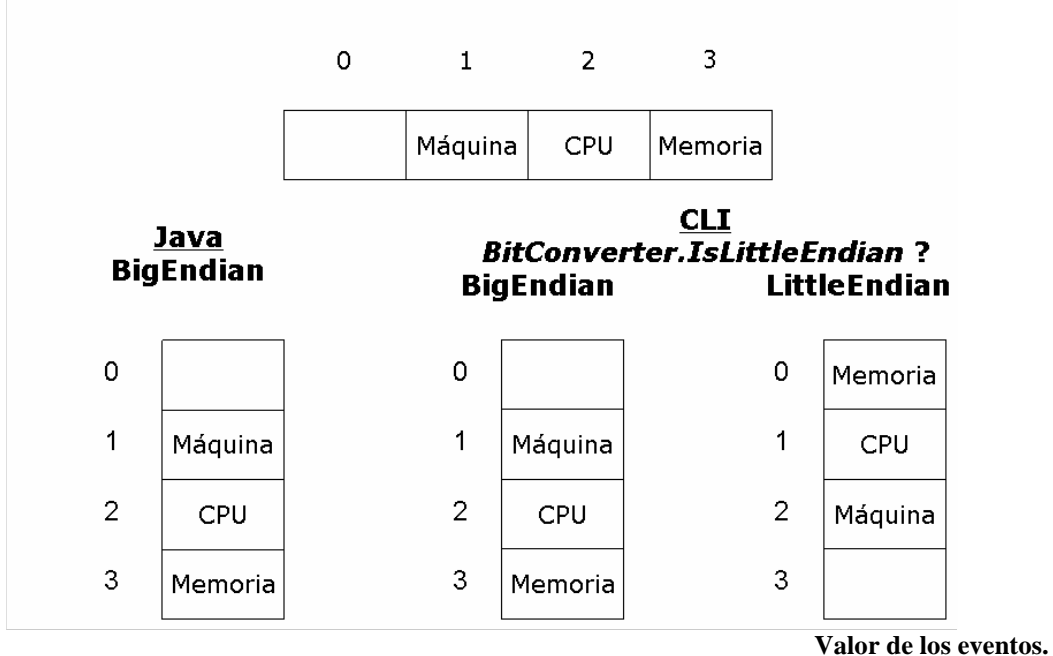 0 1 2 3
Máquina CPU Memoria
Java
BigEndian
CLI
BitConverter.IsLittleEndian ?
BigEndian LittleEndian
0 0 0 Memoria
1 Máquina 1 Máquina 1 CPU
2 CPU 2 CPU 2 Máquina
3 Memoria 3 Memoria 3
Valor de los eventos.